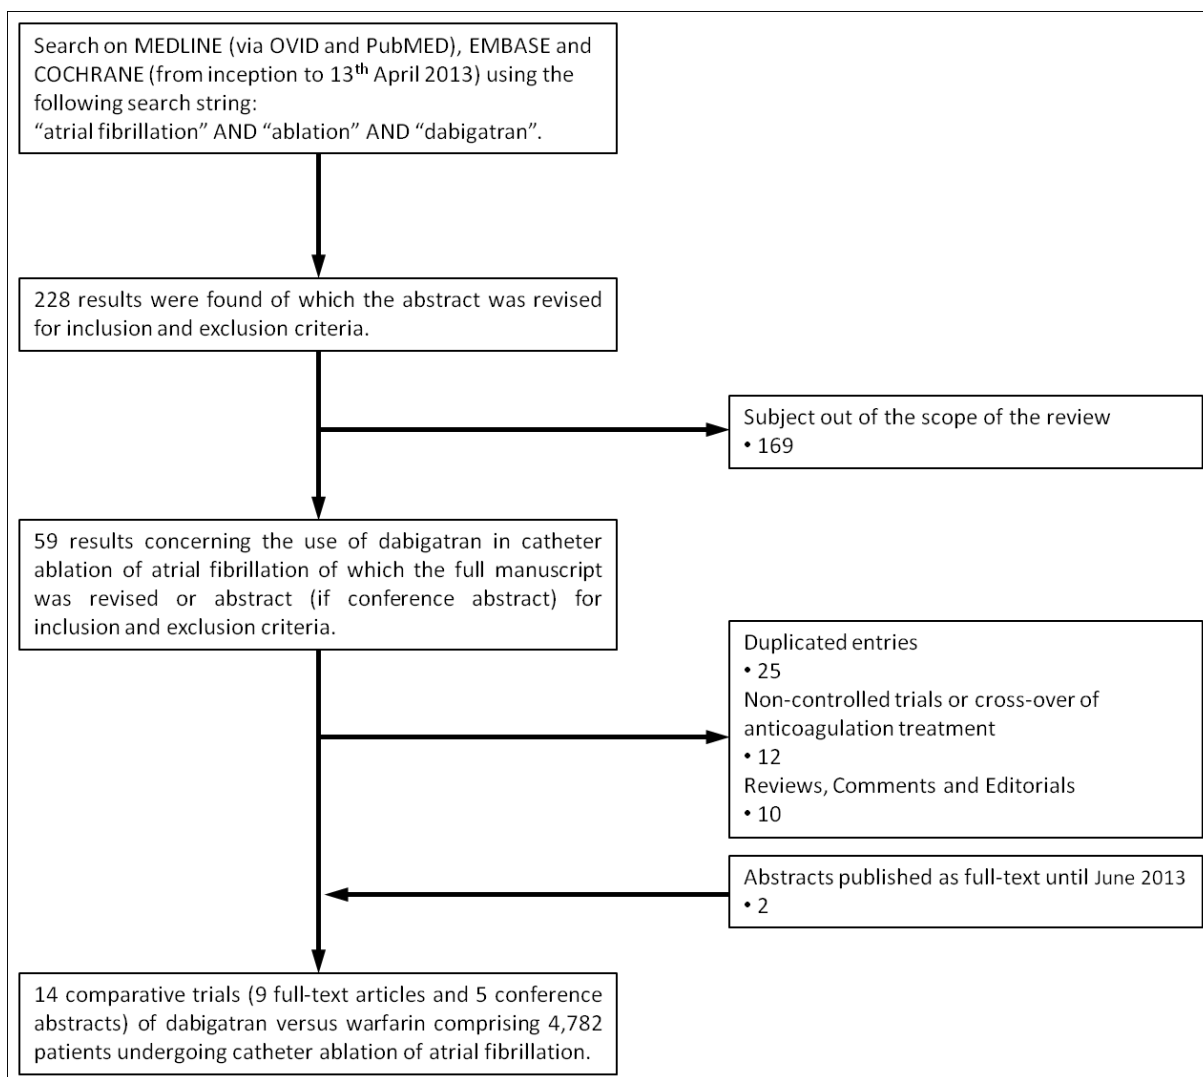 Search on MEDLINE (via OVID and PubMED), EMBASE and
COCHRANE (from inception to 13th April 2013) using the
following search string:
“atrial fibrillation” AND “ablation” AND “dabigatran”.
228 results were found of which the abstract was revised
for inclusion and exclusion criteria.
Subject out of the scope of the review
• 169
59 results concerning the use of dabigatran in catheter
ablation of atrial fibrillation of which the full manuscript
was revised or abstract (if conference abstract) for
inclusion and exclusion criteria.
Duplicated entries
• 25
Non-controlled trials or cross-over of
anticoagulation treatment
• 12
Reviews, Comments and Editorials
• 10
Abstracts published as full-text until June 2013
• 2
14 comparative trials (9 full-text articles and 5 conference
abstracts) of dabigatran versus warfarin comprising 4,782
patients undergoing catheter ablation of atrial fibrillation.